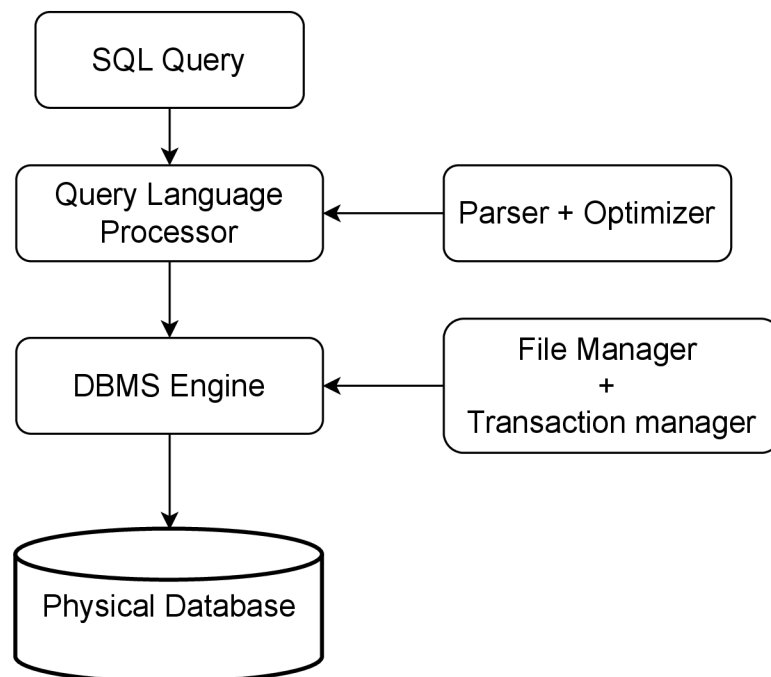 SQL Query
Query Language
Processor
Parser + Optimizer
DBMS Engine
File Manager
+
Transaction manager
Physical Database